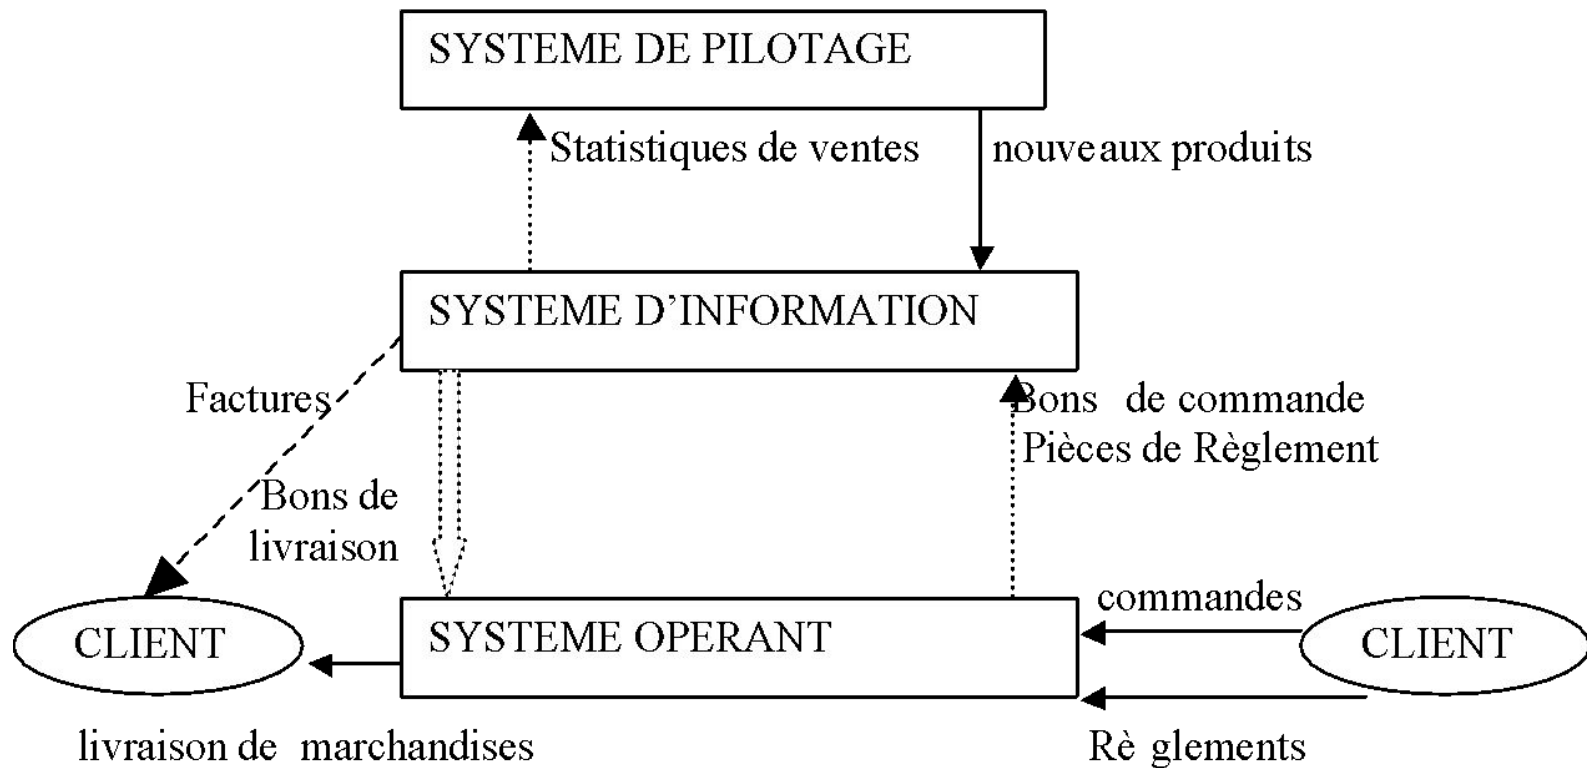 SYSTEME DE PILOTAGE
Statistiques de ventes
nouveaux produits
SYSTEME D’INFORMATION
Factures
Bons de commande
Pièces de Règlement
Bons de
livraison
commandes
CLIENT
SYSTEME OPERANT
CLIENT
livraison de marchandises
Rè glements